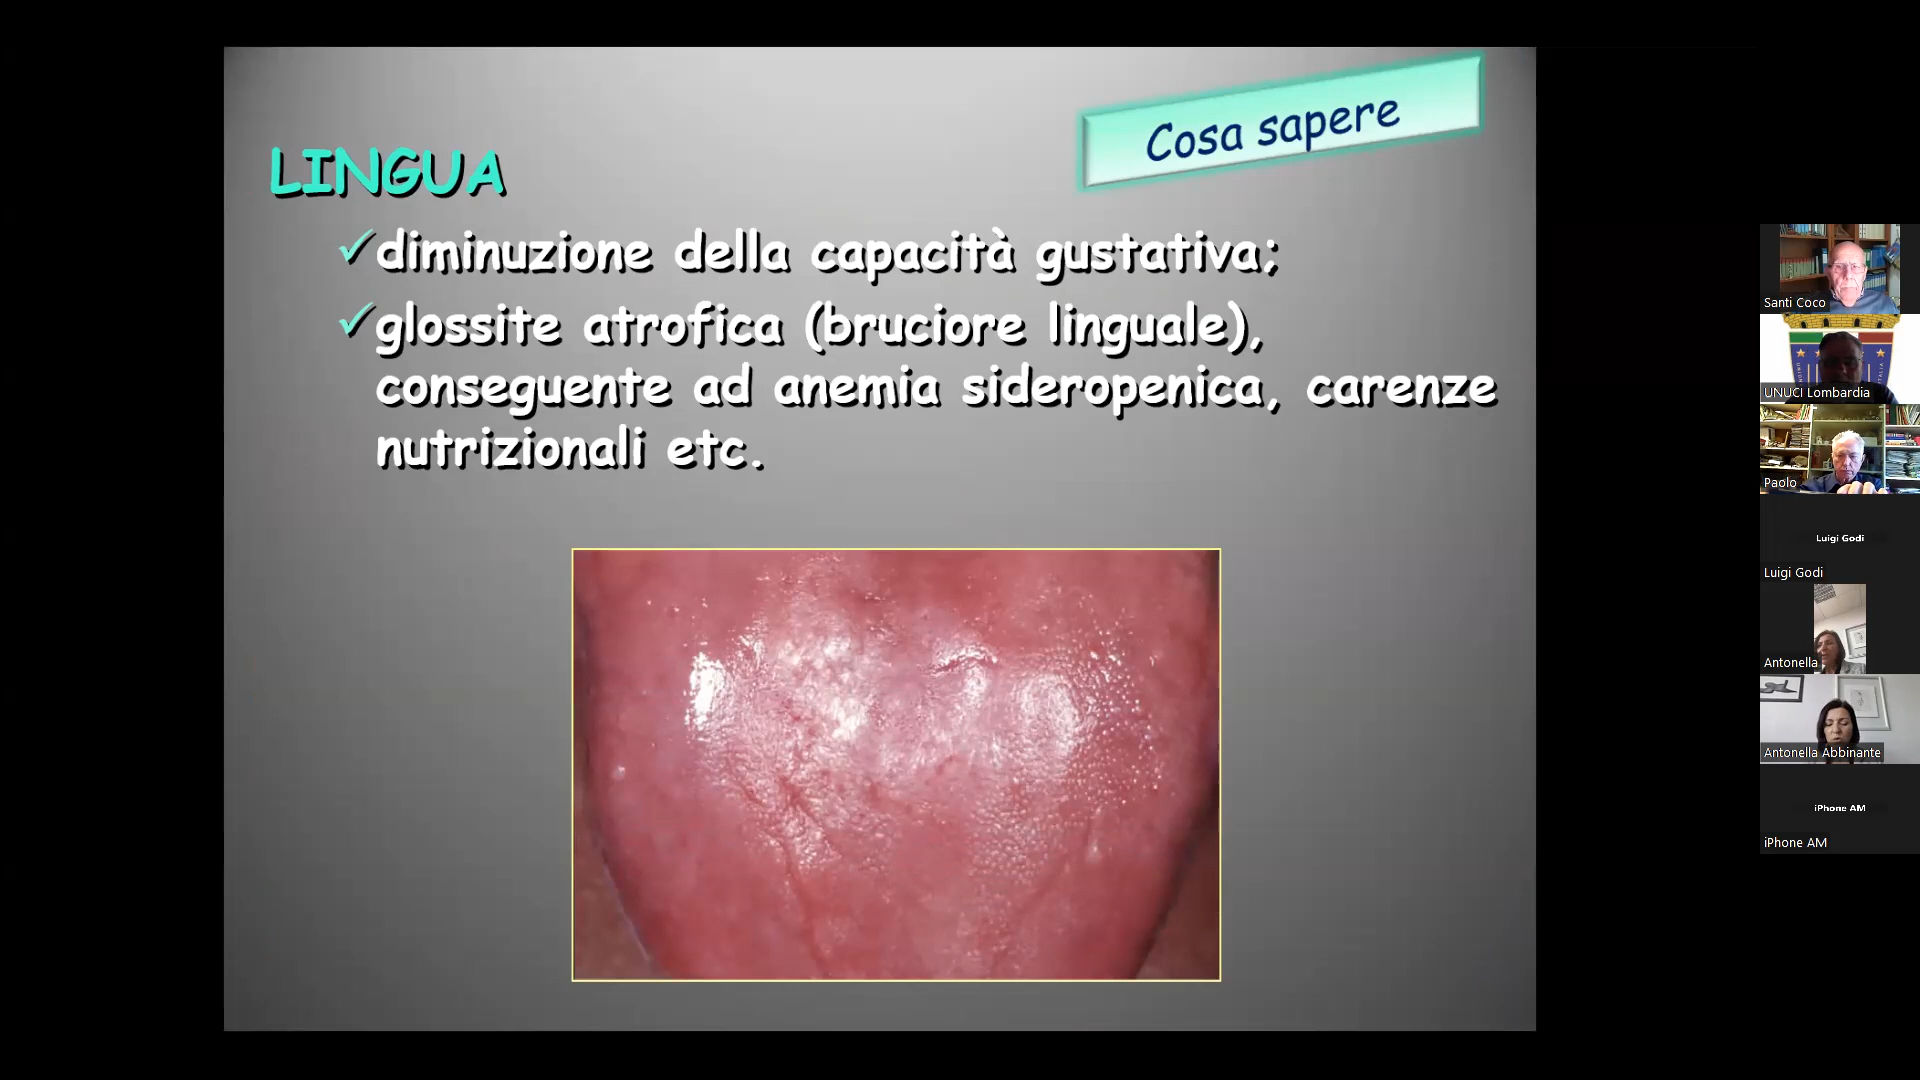 Cosa sapere
LINGUA
✓diminuzione della capacità gustativa;
✓glossite atrofica (bruciore linguale),
conseguente ad anemia sideropenica, carenze
nutrizionali etc.
Santi Coco
UNUCI Lombardia
Paolo
Luigi Godi
Luigi Godi
Antonella
Antonella Abbinante
iPhone AM
iPhone AM